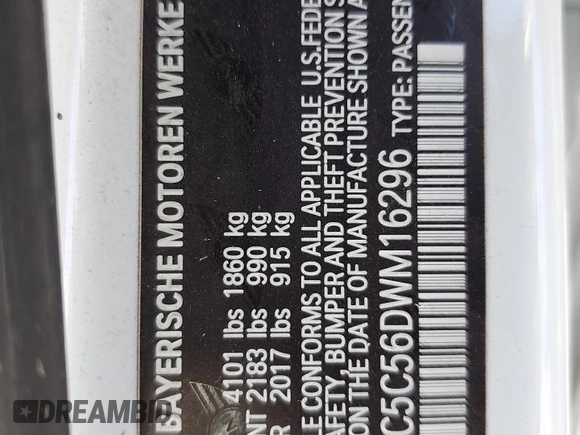 BAYERISCHE MOTOREN WERKE
4101 lbs 1860 kg
NT 2183 lbs 990 kg
R 2017 lbs 915 kg
LE CONFORMS TO ALL APPLICABLE U.S. FEDE
AFETY, BUMPER AND THEFT PREVENTION S
ON THE DATE OF MANUFACTURE SHOWN A
C5C56DWM16296 TYPE: PASSEN
DREAMBID